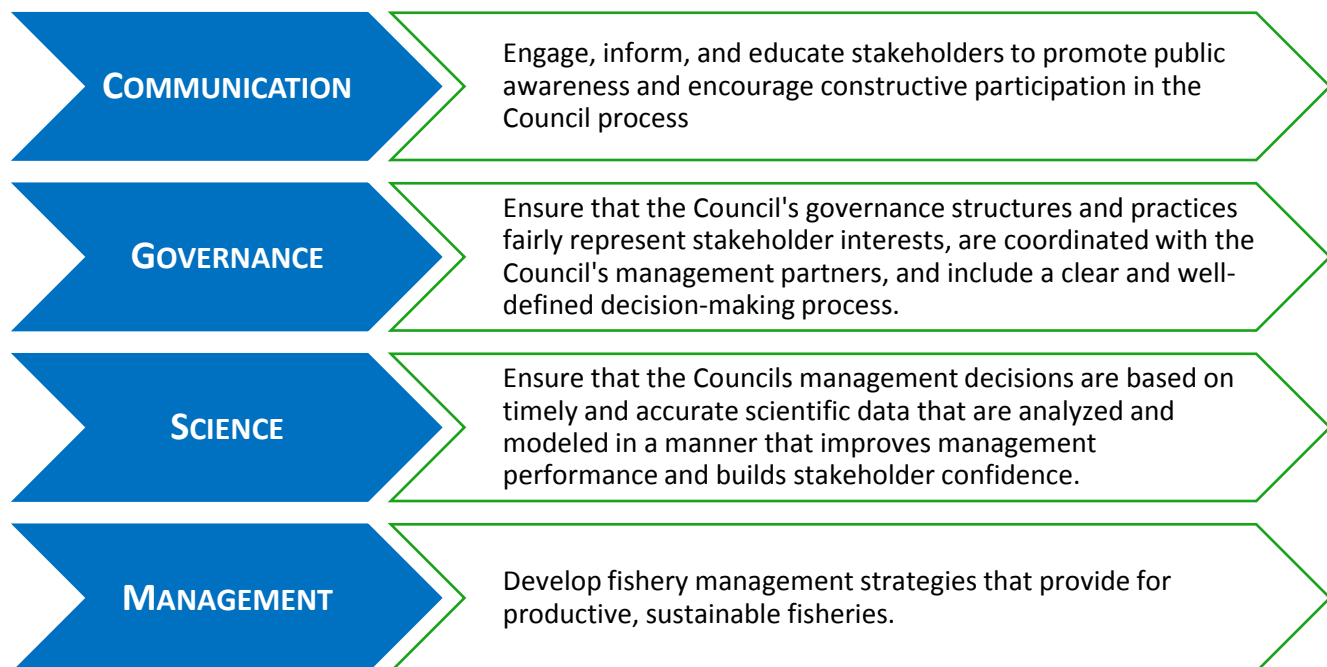 COMMUNICATION
Engage, inform, and educate stakeholders to promote public
awareness and encourage constructive participation in the
Council process
GOVERNANCE
Ensure that the Council's governance structures and practices
fairly represent stakeholder interests, are coordinated with the
Council's management partners, and include a clear and well-
defined decision-making process.
SCIENCE
Ensure that the Councils management decisions are based on
timely and accurate scientific data that are analyzed and
modeled in a manner that improves management
performance and builds stakeholder confidence.
MANAGEMENT
Develop fishery management strategies that provide for
productive, sustainable fisheries.